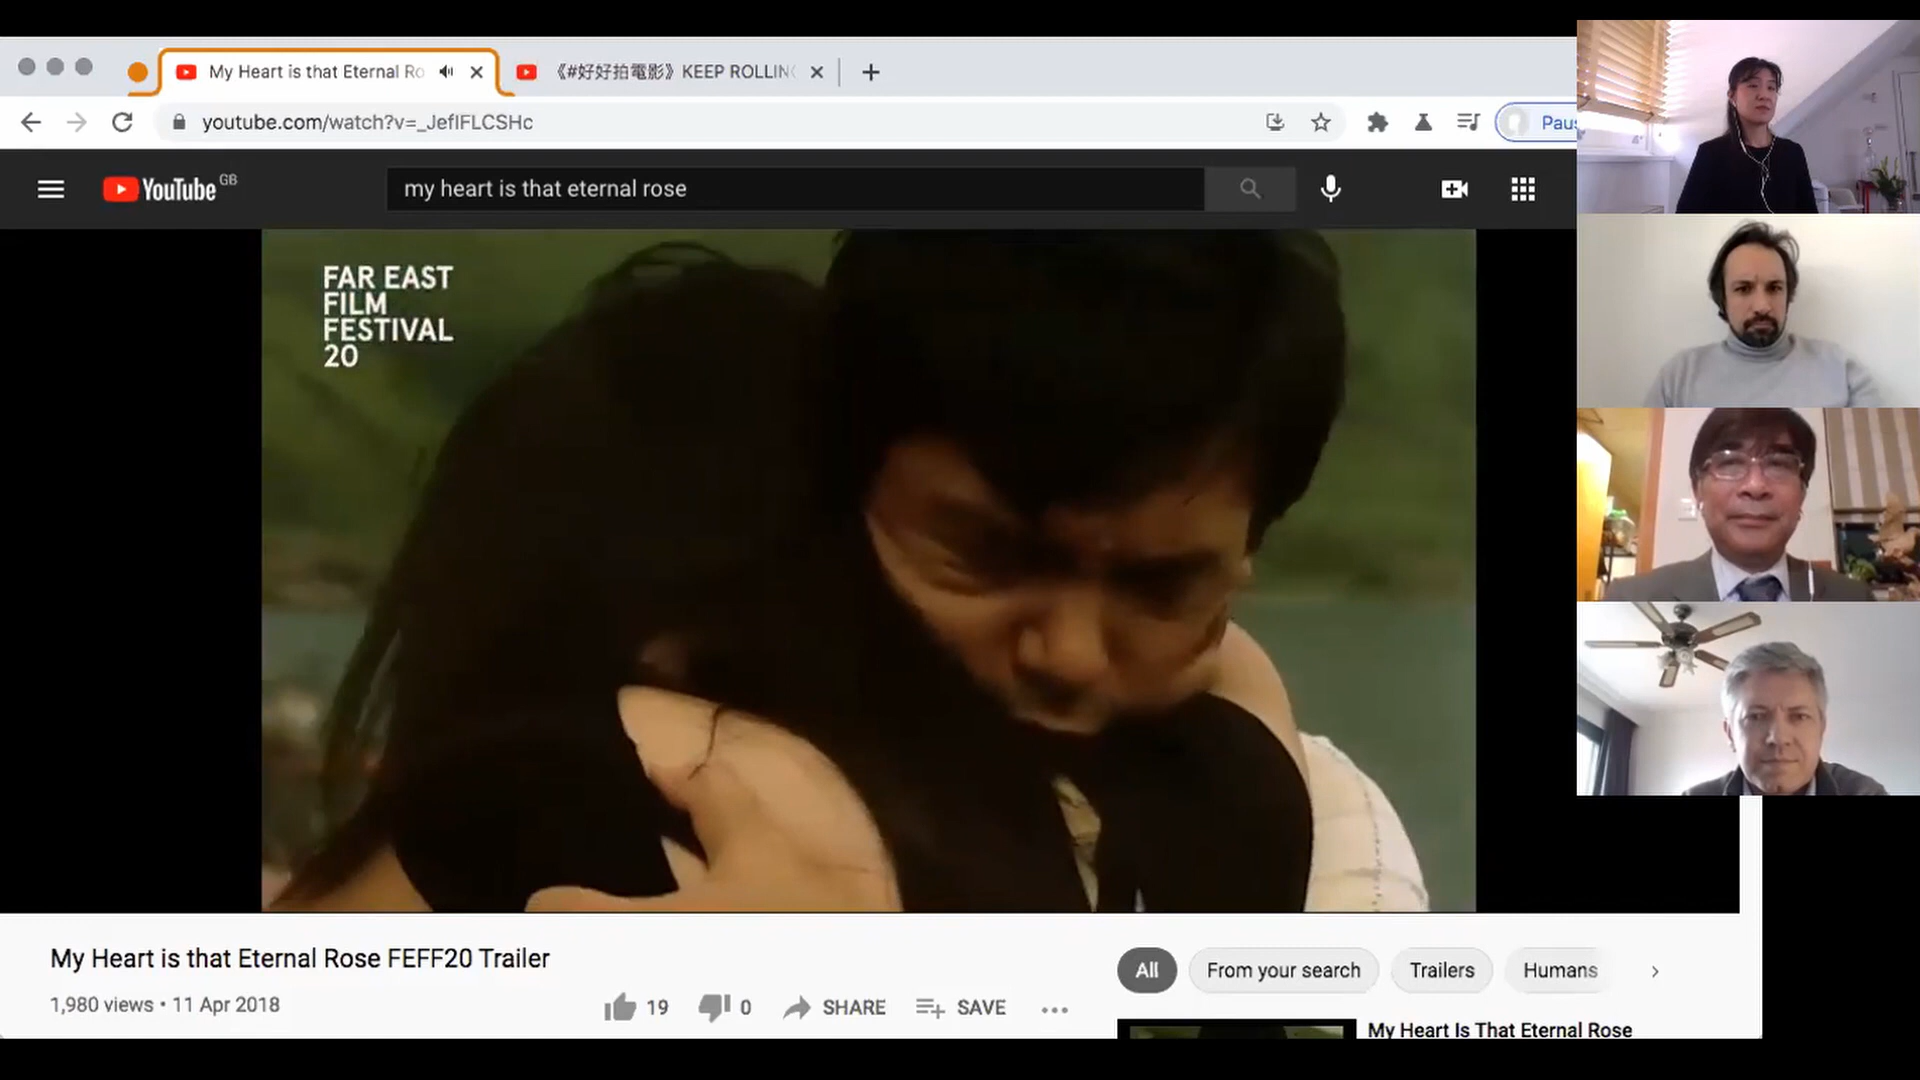 My Heart is that Eternal Ro
《#好好拍電影》KEEP ROLLIN
youtube.com/watch?v=_JefIFLCSHc
Paus
YouTube GB
my heart is that eternal rose
FAR EAST
FILM
FESTIVAL
20
My Heart is that Eternal Rose FEFF20 Trailer
1,980 views • 11 Apr 2018
19
0
SHARE
SAVE
All
From your search
Trailers
Humans
My Heart Is That Eternal Rose